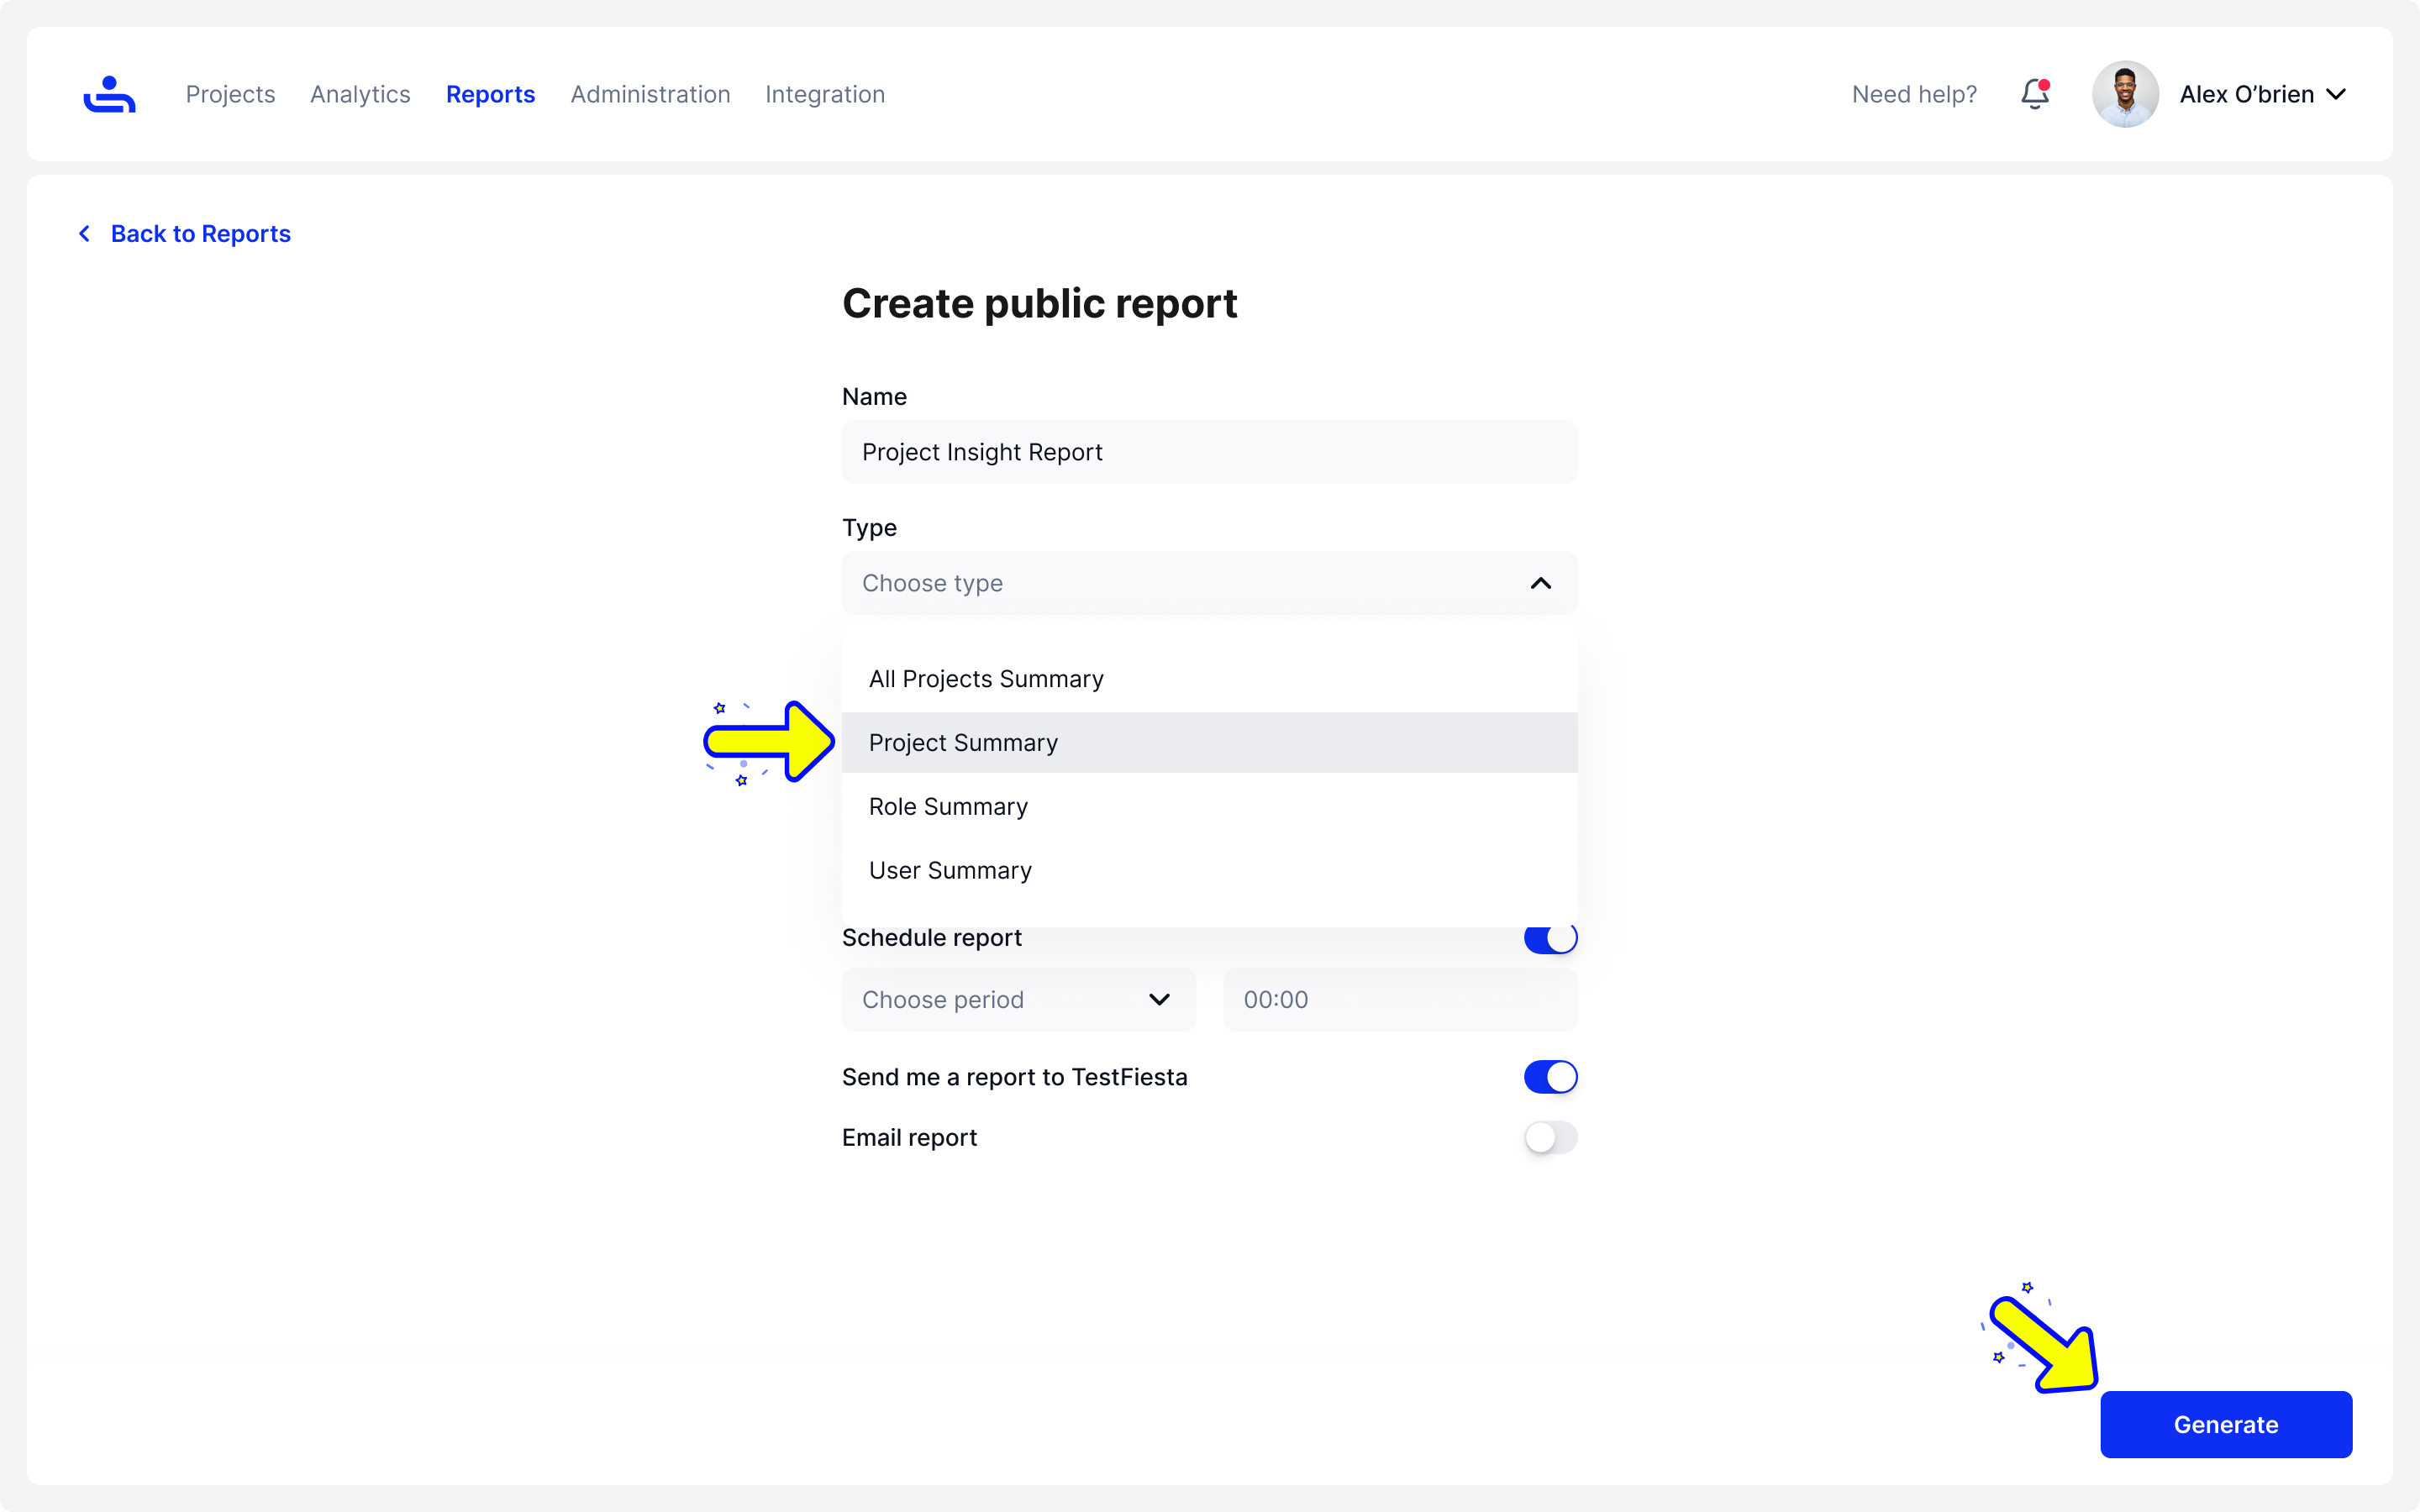 Projects Analytics Reports Administration Integration Need help? Alex O’brien
Back to Reports
Create public report
Name
Project Insight Report
Type
Choose type
All Projects Summary
Project Summary
Role Summary
User Summary
Schedule report
Choose period 00:00
Send me a report to TestFiesta
Email report
Generate